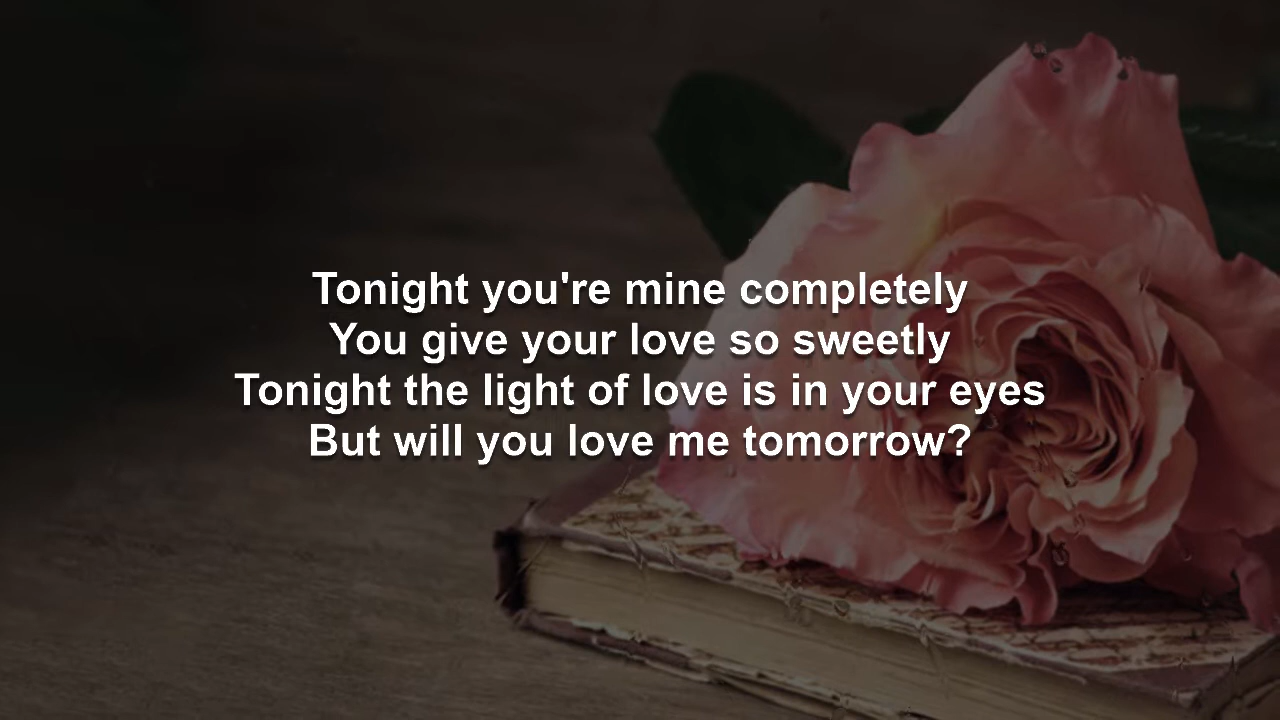 Tonight you're mine completely
You give your love so sweetly
Tonight the light of love is in your eyes
But will you love me tomorrow?